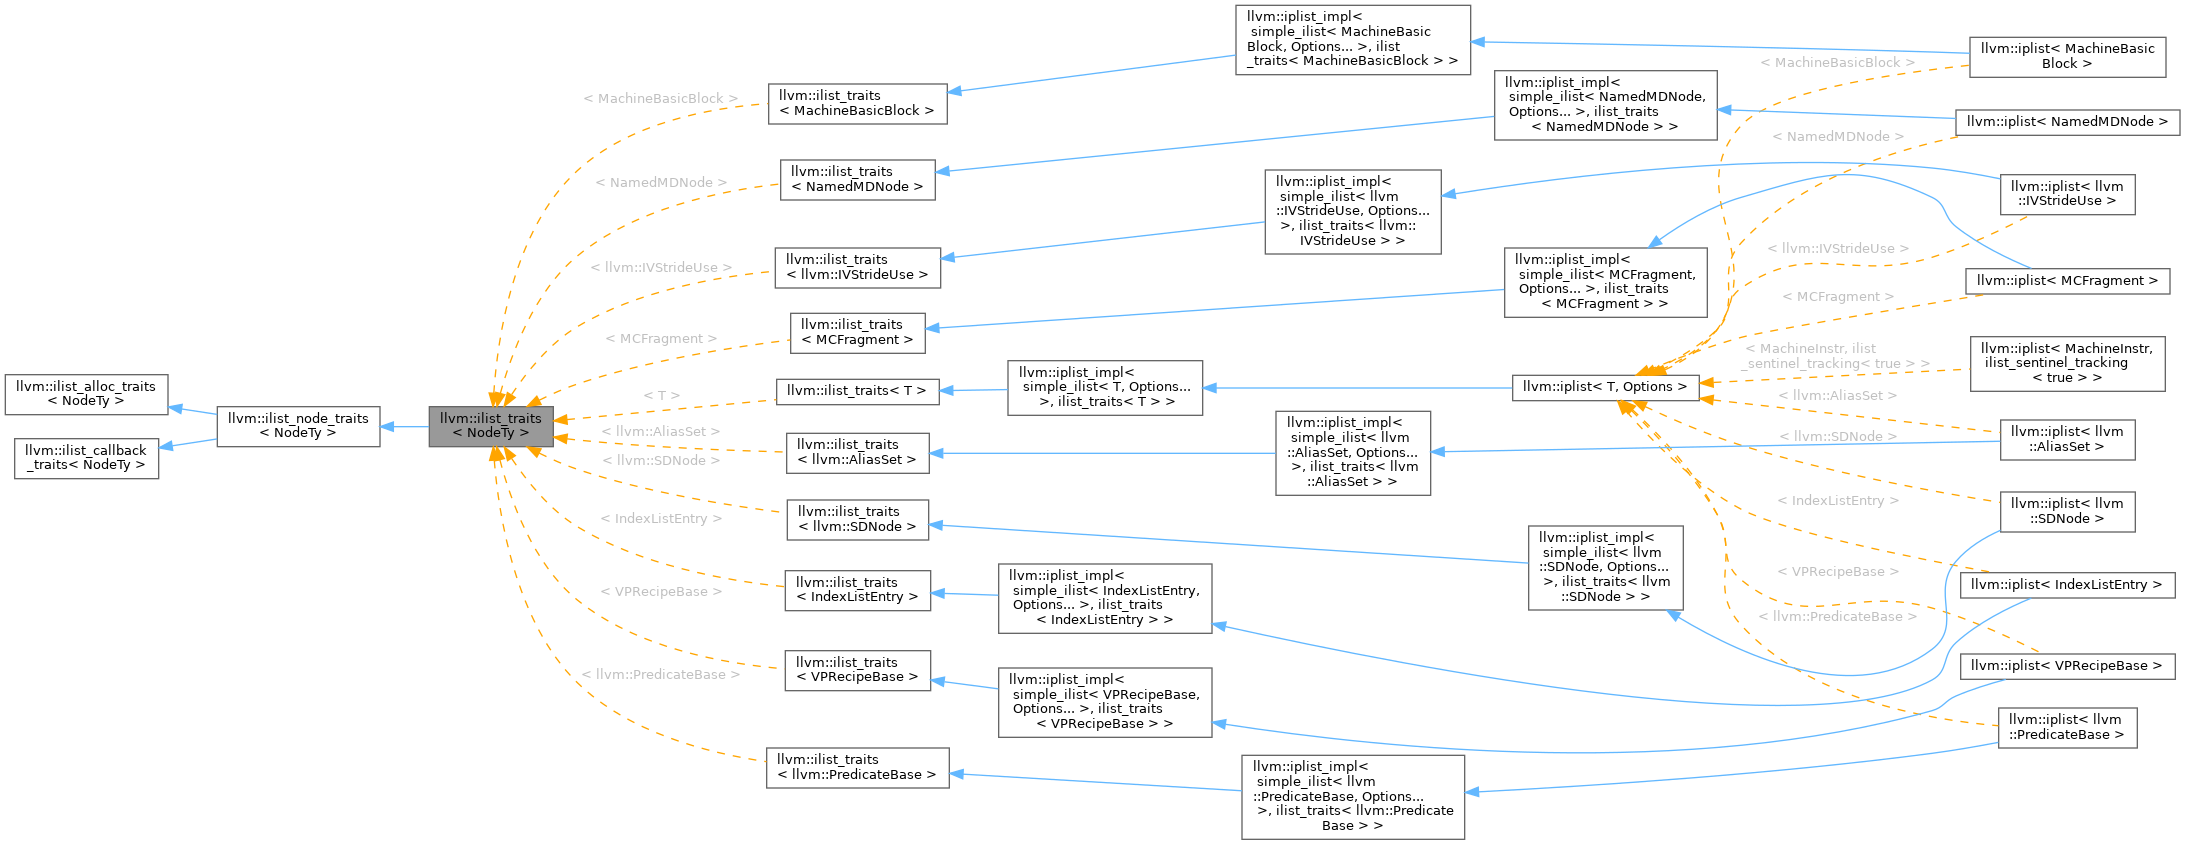 llvm::ilist_alloc_traits
< NodeTy >
llvm::ilist_callback
_traits< NodeTy >
llvm::ilist_node_traits
< NodeTy >
llvm::ilist_traits
< NodeTy >
< MachineBasicBlock >
< NamedMDNode >
< llvm::IVStrideUse >
< MCFragment >
< T >
< llvm::AliasSet >
< llvm::SDNode >
< IndexListEntry >
< VPRecipeBase >
< llvm::PredicateBase >
llvm::ilist_traits
< MachineBasicBlock >
llvm::ilist_traits
< NamedMDNode >
llvm::ilist_traits
< llvm::IVStrideUse >
llvm::ilist_traits
< MCFragment >
llvm::ilist_traits< T >
llvm::ilist_traits
< llvm::AliasSet >
llvm::ilist_traits
< llvm::SDNode >
llvm::ilist_traits
< IndexListEntry >
llvm::ilist_traits
< VPRecipeBase >
llvm::ilist_traits
< llvm::PredicateBase >
llvm::iplist_impl<
simple_ilist< MachineBasic
Block, Options... >, ilist
_traits< MachineBasicBlock > >
llvm::iplist_impl<
simple_ilist< NamedMDNode,
Options... >, ilist_traits
< NamedMDNode > >
llvm::iplist_impl<
simple_ilist< llvm
::IVStrideUse, Options...
>, ilist_traits< llvm::
IVStrideUse > >
llvm::iplist_impl<
simple_ilist< MCFragment,
Options... >, ilist_traits
< MCFragment > >
llvm::iplist_impl<
simple_ilist< T, Options...
>, ilist_traits< T > >
llvm::iplist_impl<
simple_ilist< llvm
::AliasSet, Options...
>, ilist_traits< llvm
::AliasSet > >
llvm::iplist_impl<
simple_ilist< llvm
::SDNode, Options...
>, ilist_traits< llvm
::SDNode > >
llvm::iplist_impl<
simple_ilist< IndexListEntry,
Options... >, ilist_traits
< IndexListEntry > >
llvm::iplist_impl<
simple_ilist< VPRecipeBase,
Options... >, ilist_traits
< VPRecipeBase > >
llvm::iplist_impl<
simple_ilist< llvm
::PredicateBase, Options...
>, ilist_traits< llvm::Predicate
Base > >
llvm::iplist< T, Options >
< MachineBasicBlock >
< NamedMDNode >
< llvm::IVStrideUse >
< MCFragment >
< MachineInstr, ilist
_sentinel_tracking< true > >
< llvm::AliasSet >
< llvm::SDNode >
< IndexListEntry >
< VPRecipeBase >
< llvm::PredicateBase >
llvm::iplist< MachineBasic
Block >
llvm::iplist< NamedMDNode >
llvm::iplist< llvm
::IVStrideUse >
llvm::iplist< MCFragment >
llvm::iplist< MachineInstr,
ilist_sentinel_tracking
< true > >
llvm::iplist< llvm
::AliasSet >
llvm::iplist< llvm
::SDNode >
llvm::iplist< IndexListEntry >
llvm::iplist< VPRecipeBase >
llvm::iplist< llvm
::PredicateBase >